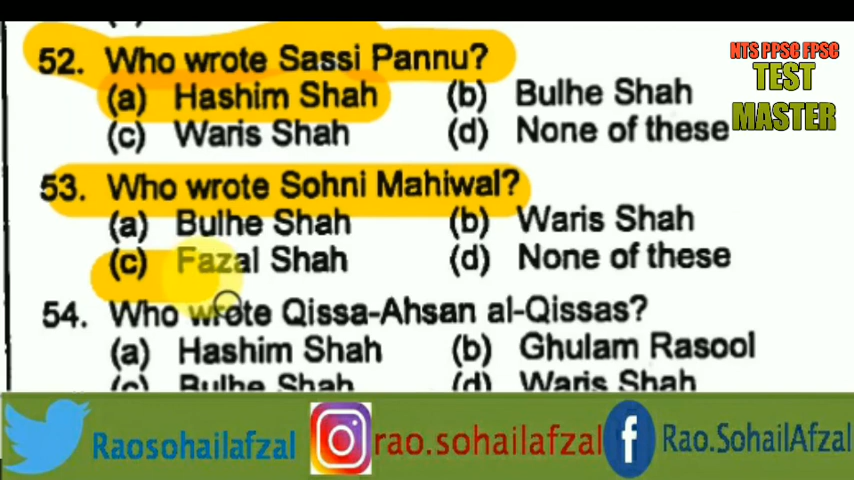 52. Who wrote Sassi Pannu?
(a) Hashim Shah (b) Bulhe Shah
(c) Waris Shah (d) None of these
NTS PPSC FPSC
TEST
MASTER
53. Who wrote Sohni Mahiwal?
(a) Bulhe Shah (b) Waris Shah
(c) Fazal Shah (d) None of these
54. Who wrote Qissa-Ahsan al-Qissas?
(a) Hashim Shah (b) Ghulam Rasool
(c) Bulhe Shah (d) Waris Shah
Raosohailafzal rao.sohailafzal Rao.SohailAfzal